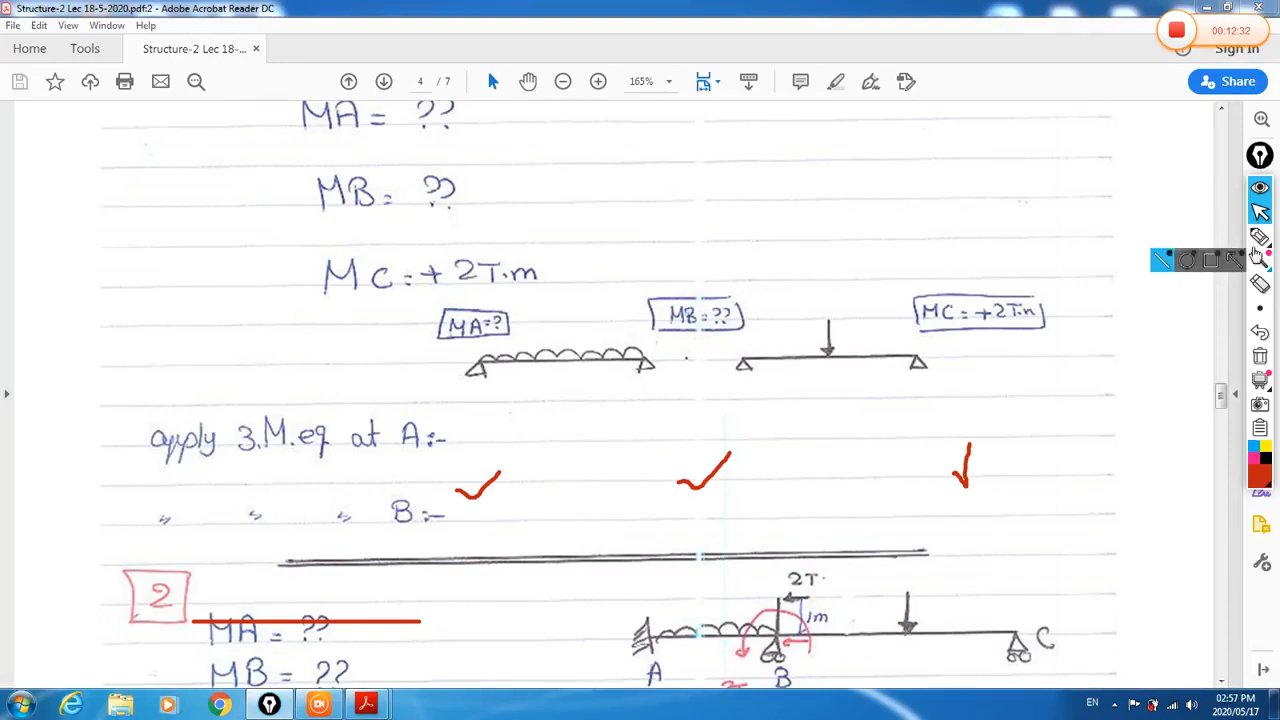 Structure-2 Lec 18-5-2020.pdf:2 - Adobe Acrobat Reader DC
00:12:32
File Edit View Window Help
Home Tools Structure-2 Lec 18-... × Sign In
4 / 7 165% Share
MA = ??
MB = ??
MC = + 2T.m
MA=? MB = ?? MC = +2T.m
apply 3.M.eq at A:-
" " " B:-
2
2T.
1m
MA = ??
C
MB = ??
A B
EN 02:57 PM
2020/05/17